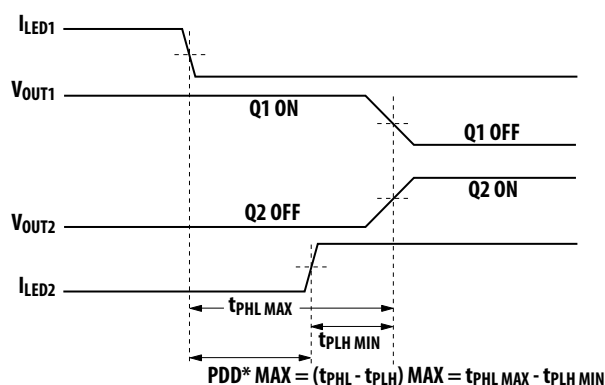 ILED1
VOUT1
Q1 ON
Q1 OFF
Q2 ON
Q2 OFF
VOUT2
ILED2
tPHL MAX
tPLH MIN
PDD* MAX = (tPHL - tPLH) MAX = tPHL MAX - tPLH MIN